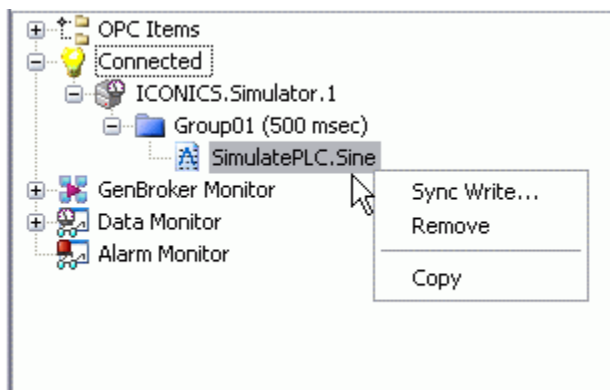 OPC Items
Connected
ICONICS.Simulator.1
Group01 (500 msec)
SimulatePLC.Sine
GenBroker Monitor
Data Monitor
Alarm Monitor
Sync Write...
Remove
Copy